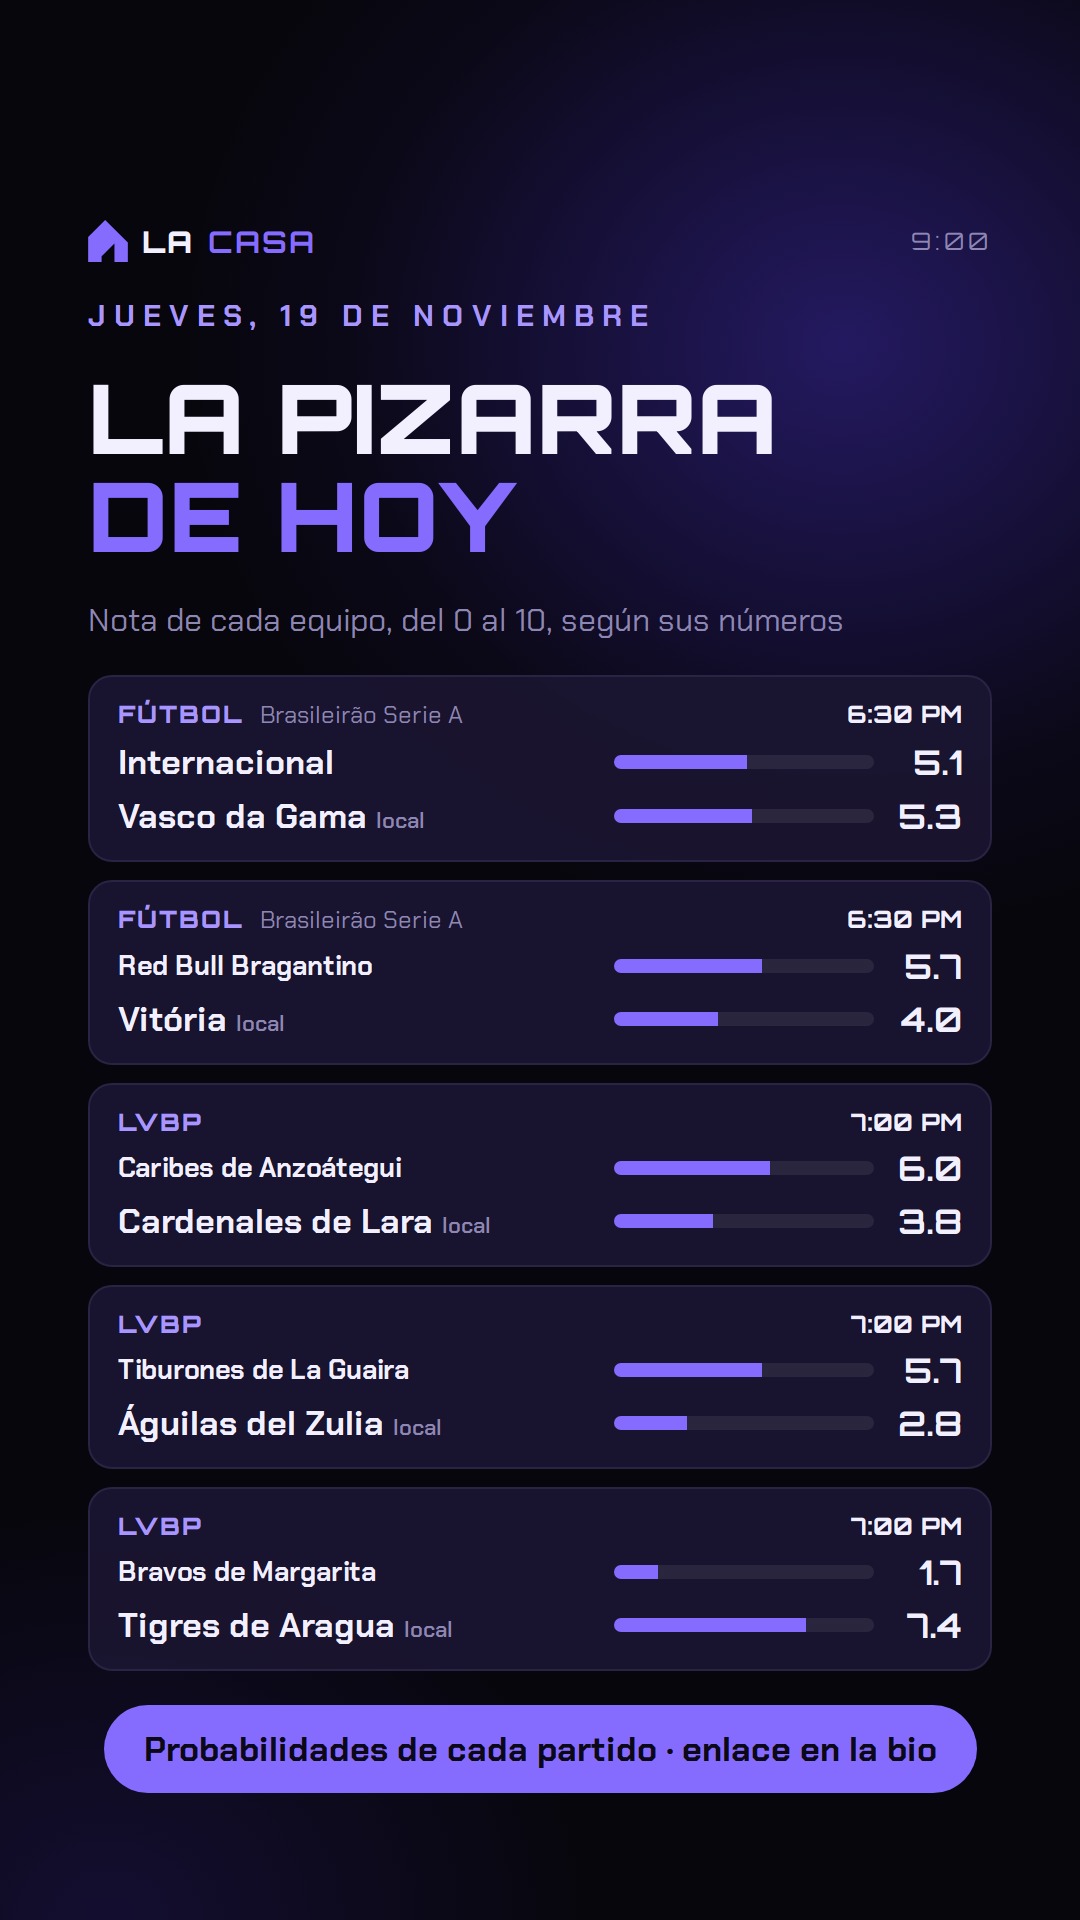 LA CASA
9:00
JUEVES, 19 DE NOVIEMBRE
LA PIZARRA
DE HOY
Nota de cada equipo, del 0 al 10, según sus números
FÚTBOL Brasileirão Serie A 6:30 PM
Internacional 5.1
Vasco da Gama local 5.3
FÚTBOL Brasileirão Serie A 6:30 PM
Red Bull Bragantino 5.7
Vitória local 4.0
LVBP 7:00 PM
Caribes de Anzoátegui 6.0
Cardenales de Lara local 3.8
LVBP 7:00 PM
Tiburones de La Guaira 5.7
Águilas del Zulia local 2.8
LVBP 7:00 PM
Bravos de Margarita 1.7
Tigres de Aragua local 7.4
Probabilidades de cada partido · enlace en la bio